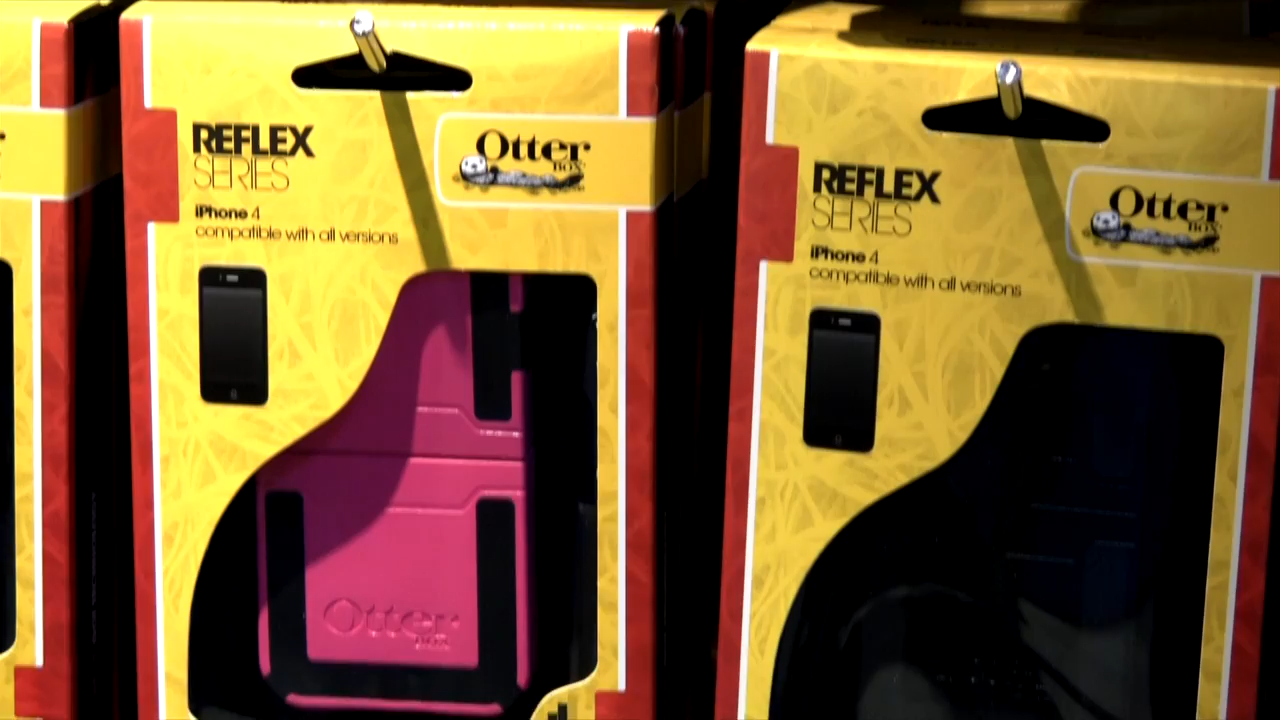 REFLEX
SERIES
iPhone 4
compatible with all versions
Otter
BOX
Otter
BOX
REFLEX
SERIES
iPhone 4
compatible with all versions
Otter
BOX